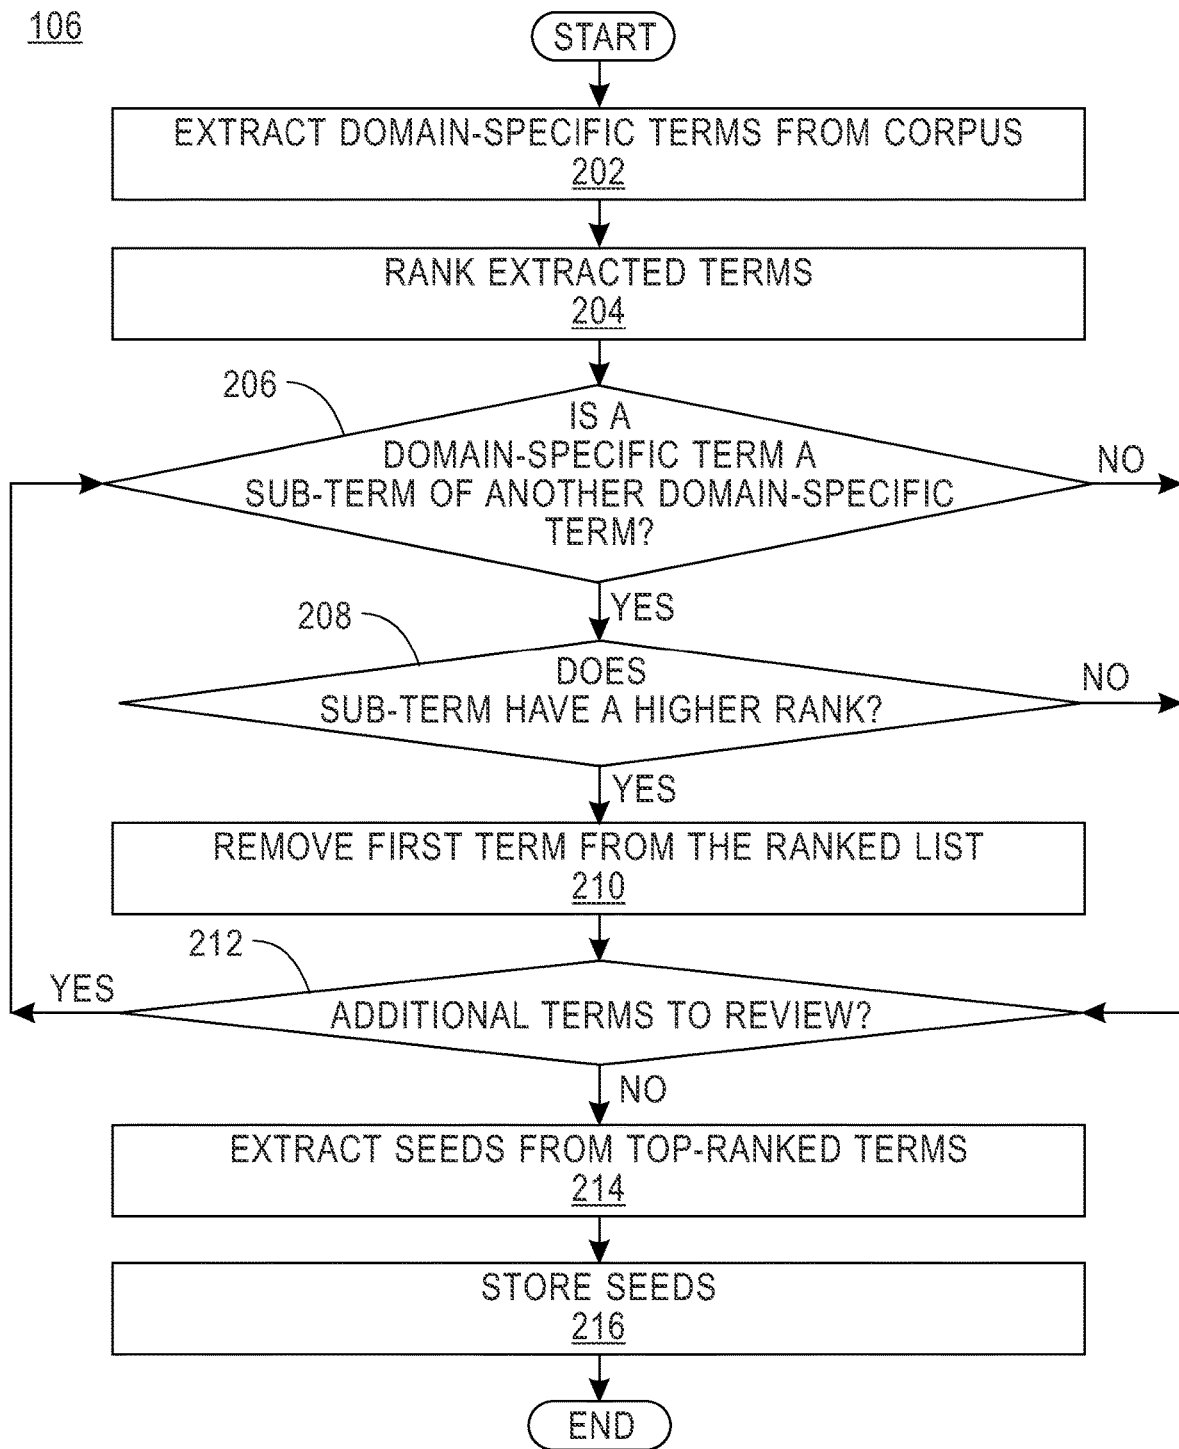 106
START
EXTRACT DOMAIN-SPECIFIC TERMS FROM CORPUS
202
RANK EXTRACTED TERMS
204
206
IS A
DOMAIN-SPECIFIC TERM A
SUB-TERM OF ANOTHER DOMAIN-SPECIFIC
TERM?
NO
YES
208
DOES
SUB-TERM HAVE A HIGHER RANK?
NO
YES
REMOVE FIRST TERM FROM THE RANKED LIST
210
212
YES
ADDITIONAL TERMS TO REVIEW?
NO
EXTRACT SEEDS FROM TOP-RANKED TERMS
214
STORE SEEDS
216
END